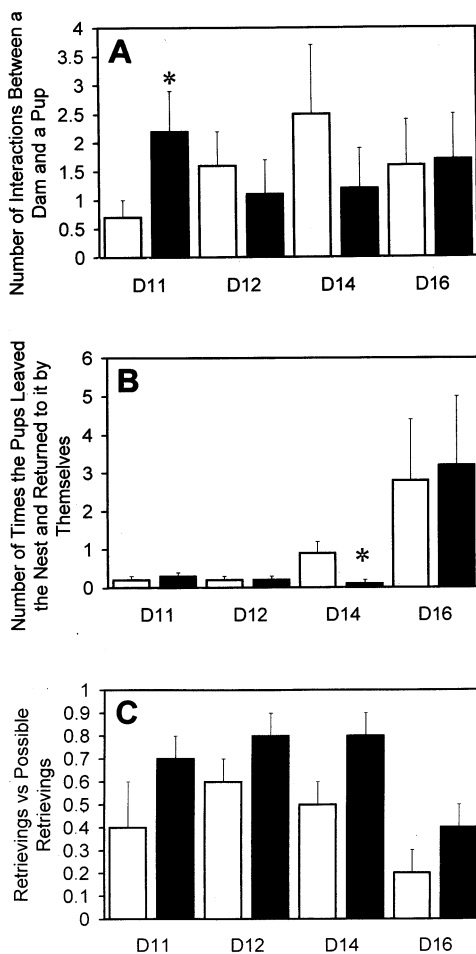 A
Number of Interactions Between a
Dam and a Pup
4
3.5
3
2.5
2
1.5
1
0.5
0
*
D11 D12 D14 D16
B
Number of Times the Pups Leaved
the Nest and Returned to it by
Themselves
6
5
4
3
2
1
0
*
D11 D12 D14 D16
C
Retrievings vs Possible
Retrievings
1
0.9
0.8
0.7
0.6
0.5
0.4
0.3
0.2
0.1
0
D11 D12 D14 D16